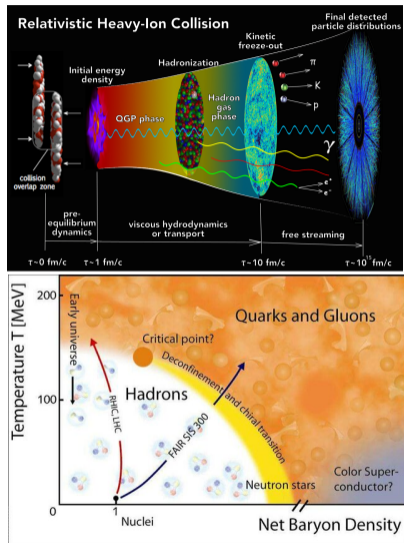 Relativistic Heavy-Ion Collision
Final detected
particle distributions
Kinetic
freeze-out
Hadronization
Initial energy
density
π
K
p
QGP phase
Hadron
gas
phase
γ
collision
overlap zone
e⁺
e⁻
pre-
equilibrium
dynamics
viscous hydrodynamics
or transport
free streaming
τ~0 fm/c
τ~1 fm/c
τ~10 fm/c
τ~10¹⁵ fm/c
Temperature T [MeV]
200
100
0
Early universe
Quarks and Gluons
Critical point?
Deconfinement and chiral transition
Hadrons
RHIC, LHC
FAIR SIS 300
Neutron stars
Color Super-
conductor?
0
1
Nuclei
Net Baryon Density